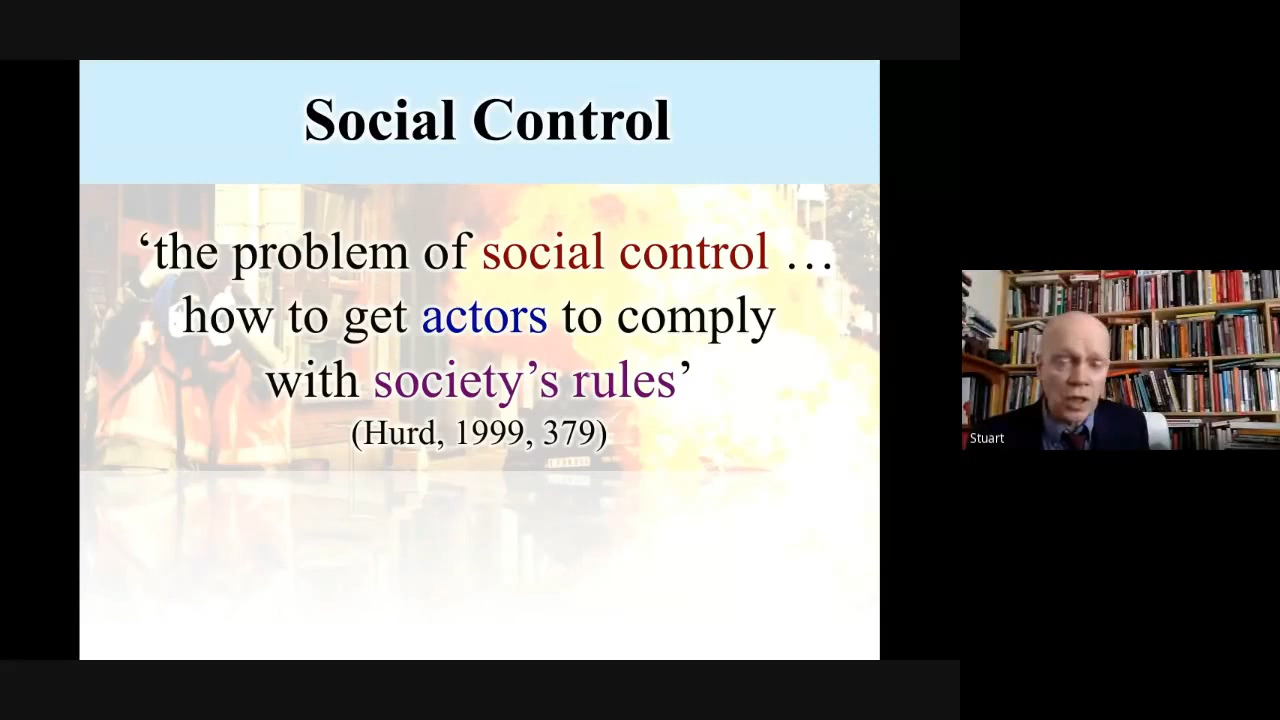 Social Control
‘the problem of social control …
how to get actors to comply
with society’s rules’
(Hurd, 1999, 379)
Stuart